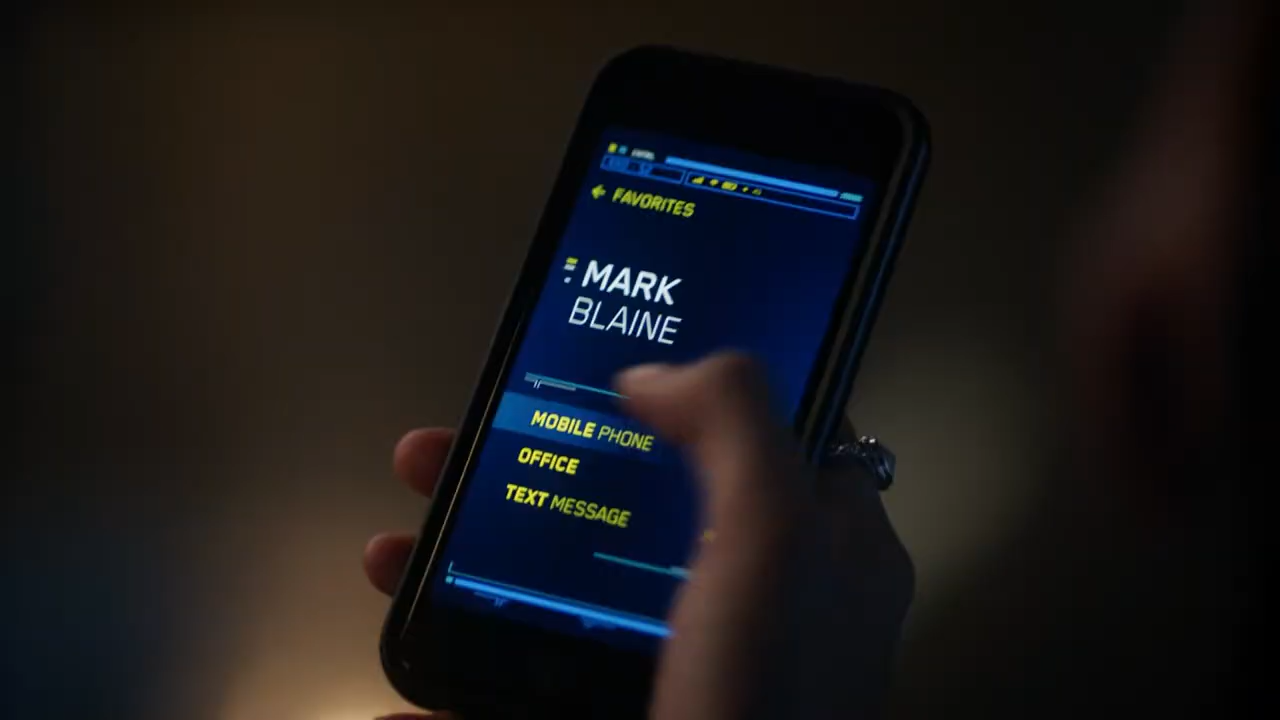 FAVORITES
MARK
BLAINE
MOBILE PHONE
OFFICE
TEXT MESSAGE